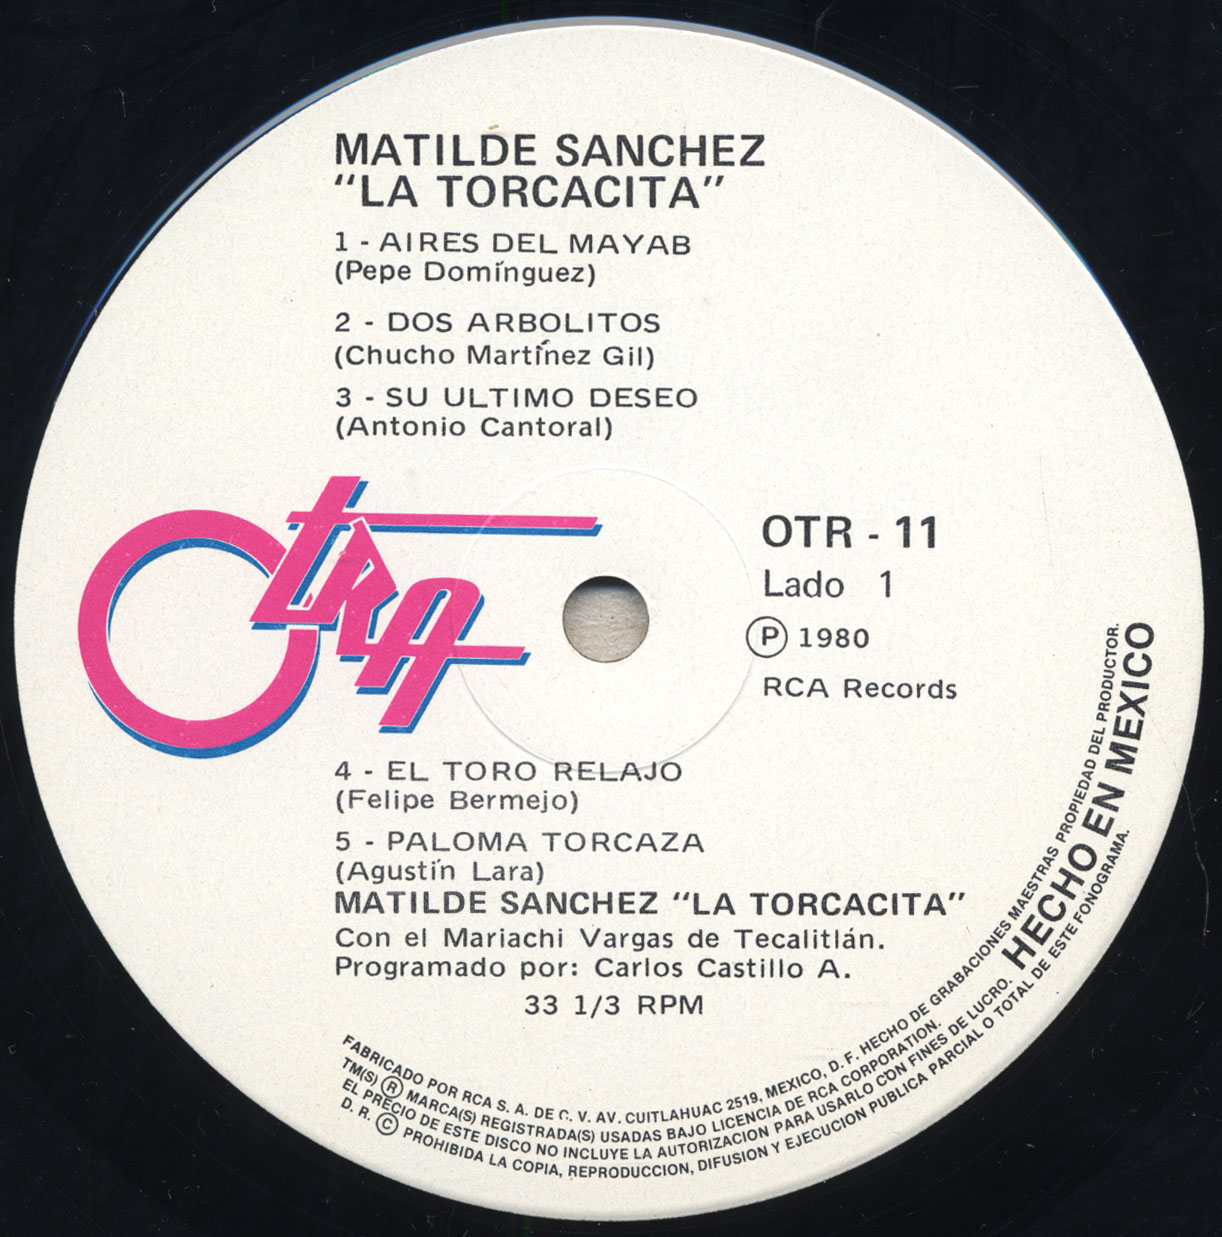 MATILDE SANCHEZ
"LA TORCACITA"
1 - AIRES DEL MAYAB
(Pepe Domínguez)
2 - DOS ARBOLITOS
(Chucho Martínez Gil)
3 - SU ULTIMO DESEO
(Antonio Cantoral)
OtRA
OTR - 11
Lado 1
Ⓟ 1980
RCA Records
4 - EL TORO RELAJO
(Felipe Bermejo)
5 - PALOMA TORCAZA
(Agustín Lara)
MATILDE SANCHEZ "LA TORCACITA"
Con el Mariachi Vargas de Tecalitlán.
Programado por: Carlos Castillo A.
33 1/3 RPM
FABRICADO POR RCA S. A. DE C. V. AV. CUITLAHUAC 2519, MEXICO, D. F. HECHO DE GRABACIONES MAESTRAS PROPIEDAD DEL PRODUCTOR.
TM(S) ® MARCA(S) REGISTRADA(S) USADAS BAJO LICENCIA DE RCA CORPORATION.
EL PRECIO DE ESTE DISCO NO INCLUYE LA AUTORIZACION PARA USARLO CON FINES DE LUCRO.
D. R. © PROHIBIDA LA COPIA, REPRODUCCION, DIFUSION Y EJECUCION PUBLICA PARCIAL O TOTAL DE ESTE FONOGRAMA.
HECHO EN MEXICO